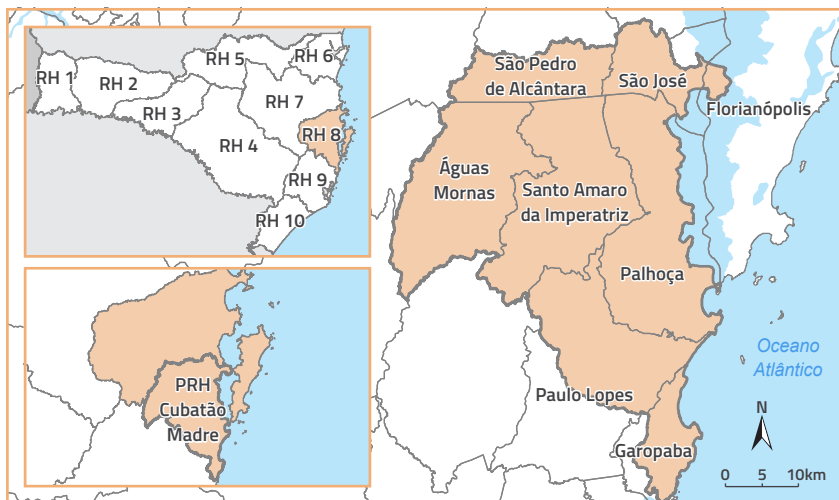 RH 1
RH 2
RH 3
RH 4
RH 5
RH 6
RH 7
RH 8
RH 9
RH 10
PRH
Cubatão
Madre
São Pedro
de Alcântara
São José
Florianópolis
Águas
Mornas
Santo Amaro
da Imperatriz
Palhoça
Oceano
Atlântico
Paulo Lopes
Garopaba
N
0 5 10km